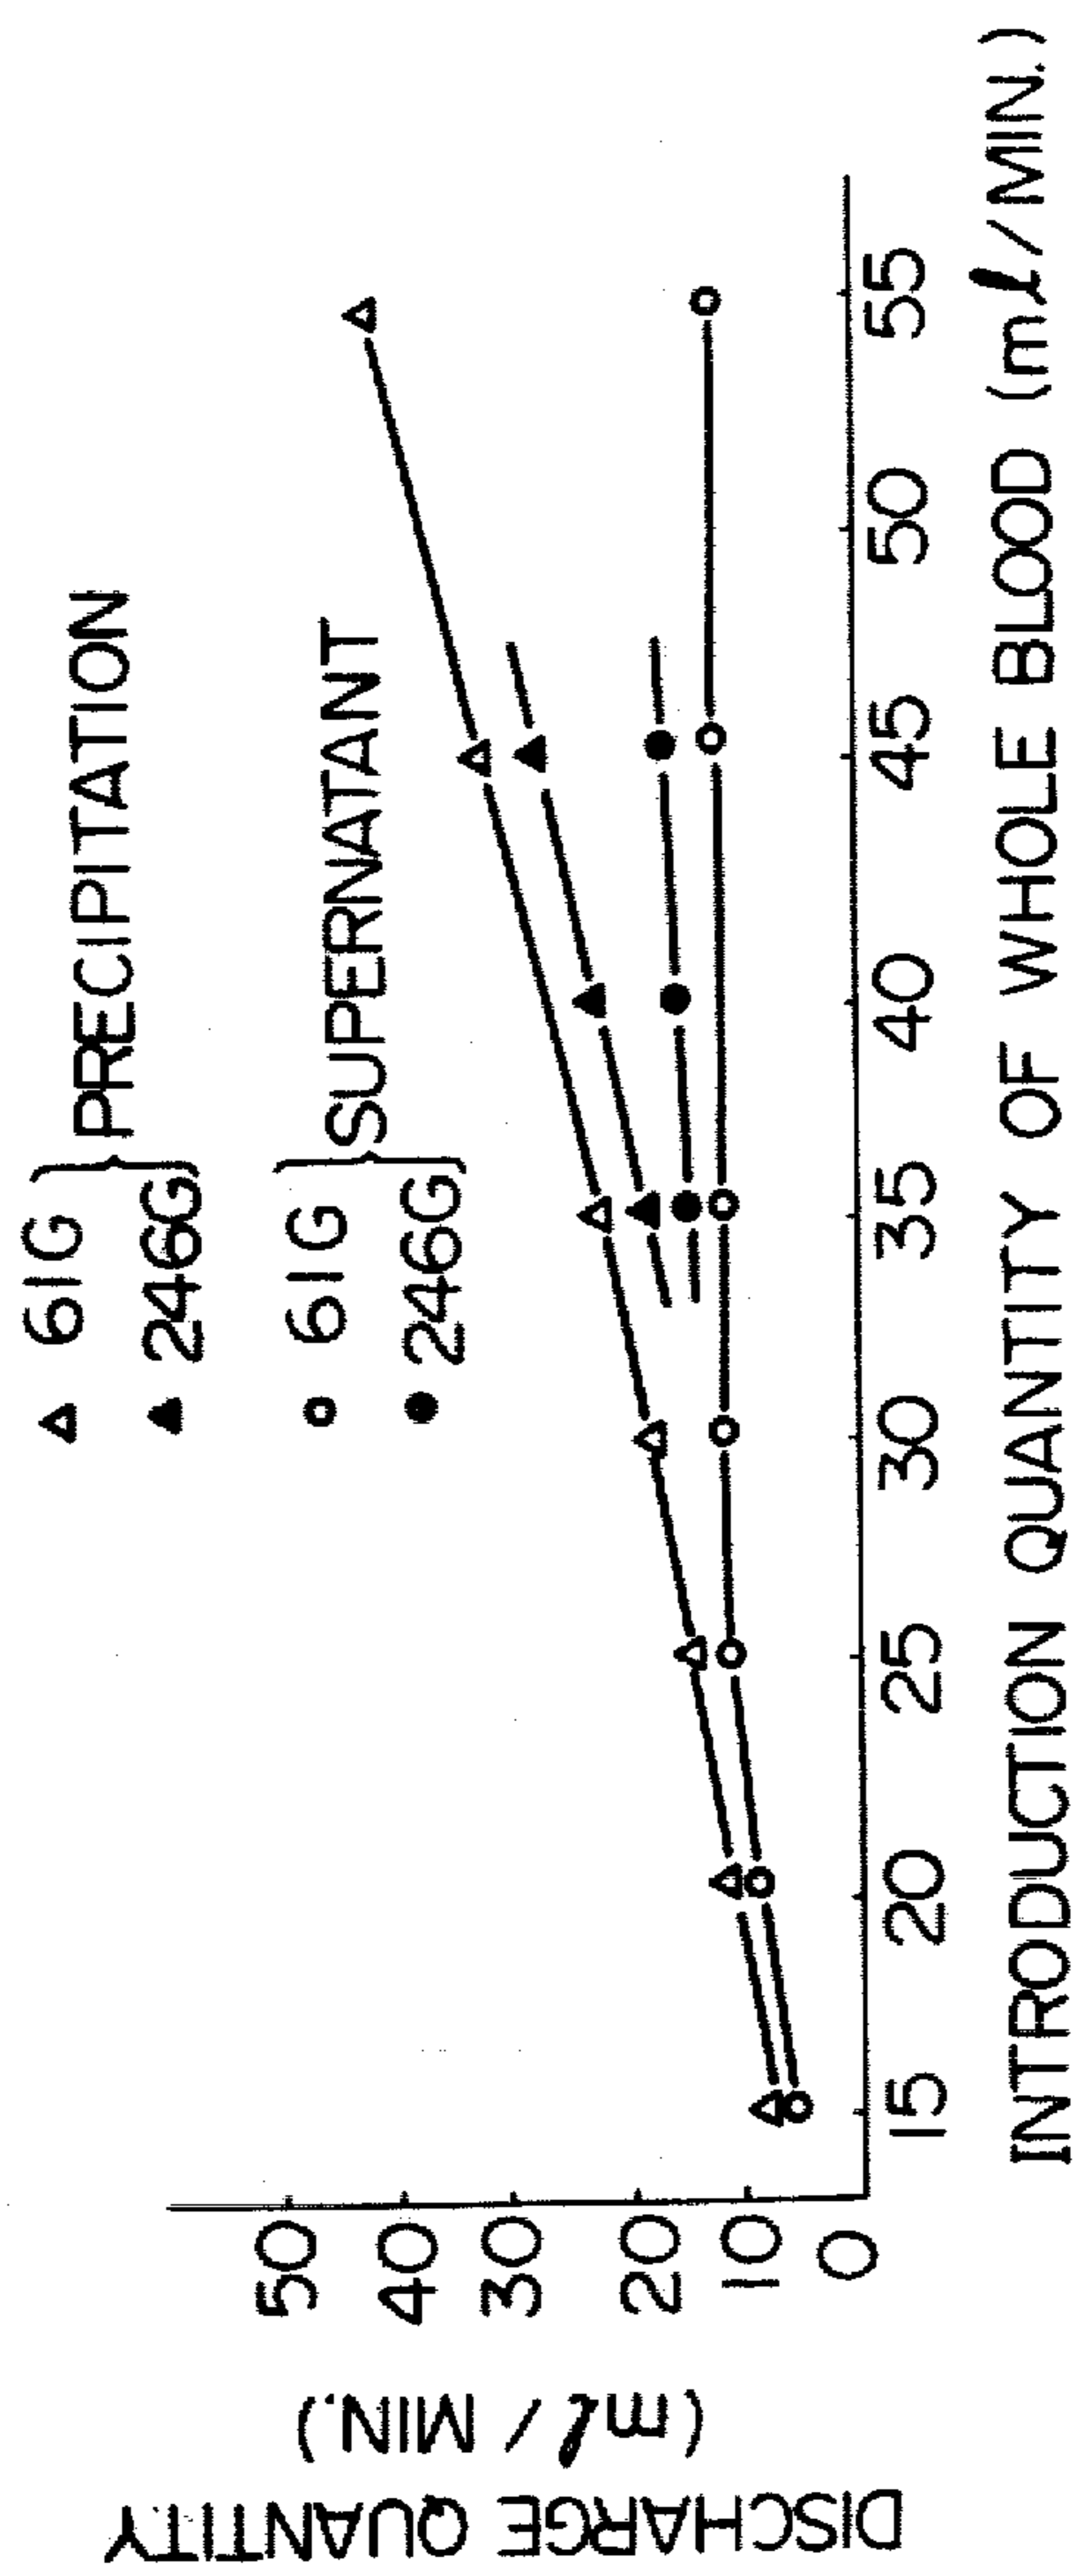 △ 61G
▲ 246G
PRECIPITATION
○ 61G
● 246G
SUPERNATANT
DISCHARGE QUANTITY
(mℓ / MIN.)
50
40
30
20
10
0
15
20
25
30
35
40
45
50
55
INTRODUCTION QUANTITY OF WHOLE BLOOD (mℓ/MIN.)